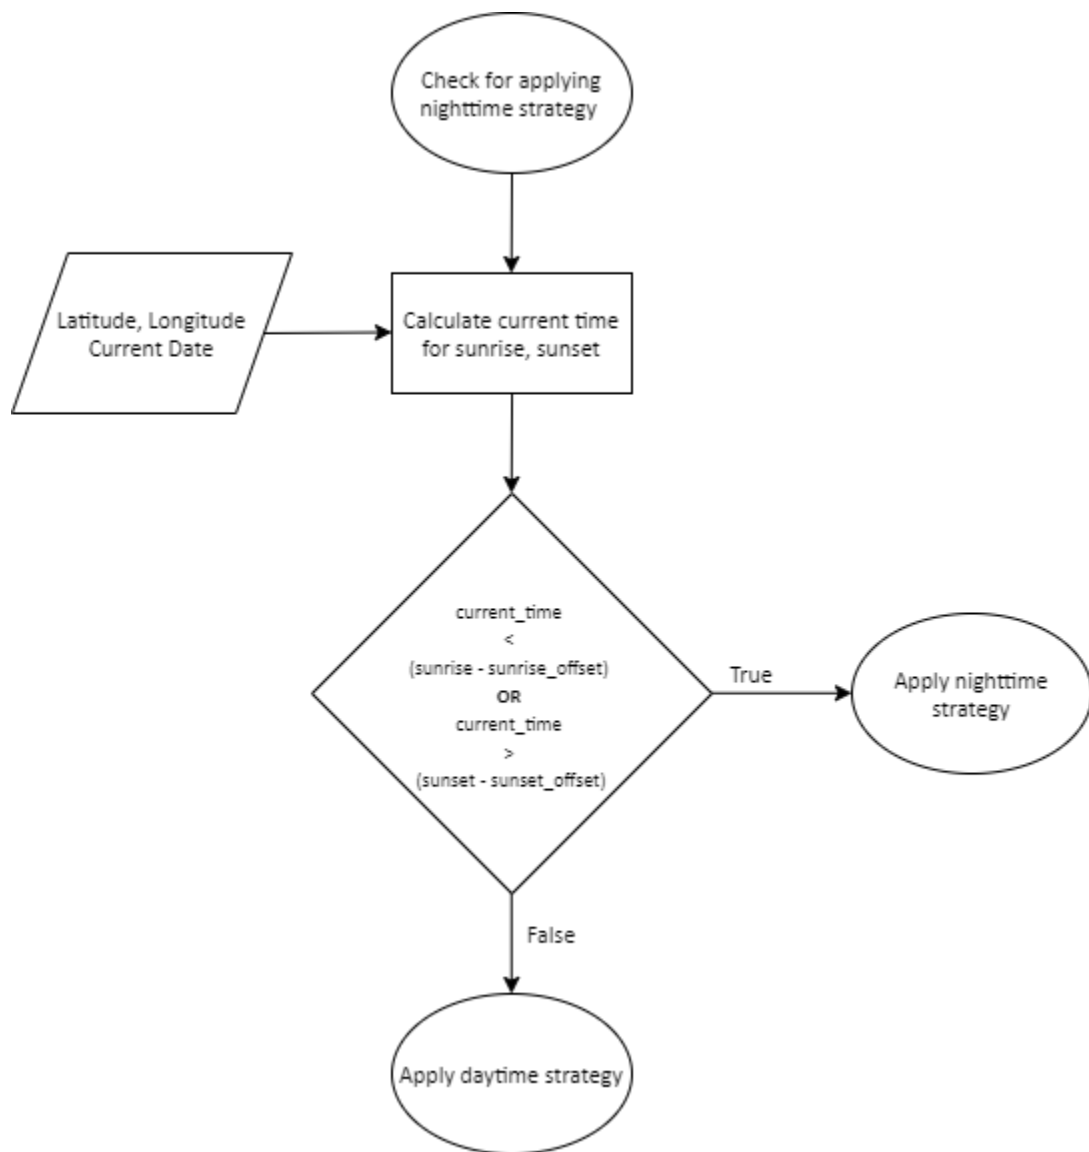 Check for applying
nighttime strategy
Latitude, Longitude
Current Date
Calculate current time
for sunrise, sunset
current_time
<
(sunrise - sunrise_offset)
OR
current_time
>
(sunset - sunset_offset)
True
Apply nighttime
strategy
False
Apply daytime strategy